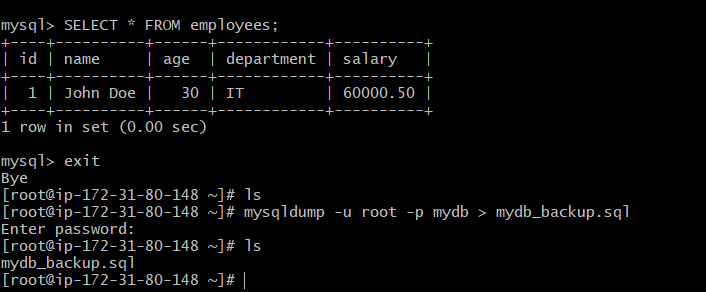 mysql> SELECT * FROM employees;
+----+----------+------+------------+----------+
| id | name     | age  | department | salary   |
+----+----------+------+------------+----------+
|  1 | John Doe |   30 | IT         | 60000.50 |
+----+----------+------+------------+----------+
1 row in set (0.00 sec)
mysql> exit
Bye
[root@ip-172-31-80-148 ~]# ls
[root@ip-172-31-80-148 ~]# mysqldump -u root -p mydb > mydb_backup.sql
Enter password:
[root@ip-172-31-80-148 ~]# ls
mydb_backup.sql
[root@ip-172-31-80-148 ~]#